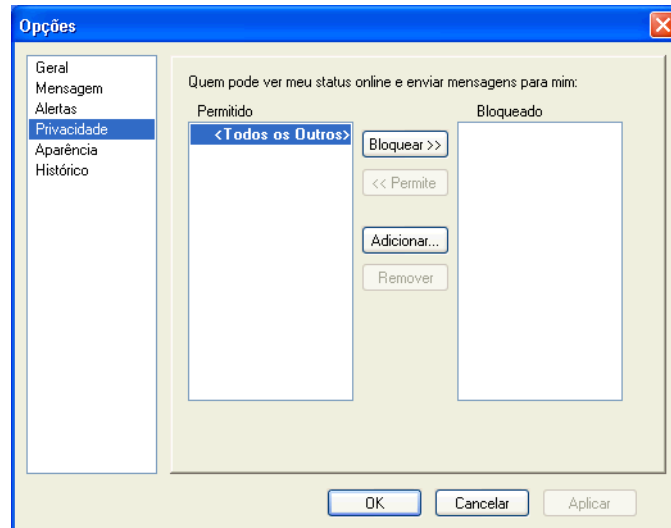 Opções
Geral
Mensagem
Alertas
Privacidade
Aparência
Histórico
Quem pode ver meu status online e enviar mensagens para mim:
Permitido
Bloqueado
<Todos os Outros>
Bloquear >>
<< Permite
Adicionar...
Remover
OK
Cancelar
Aplicar